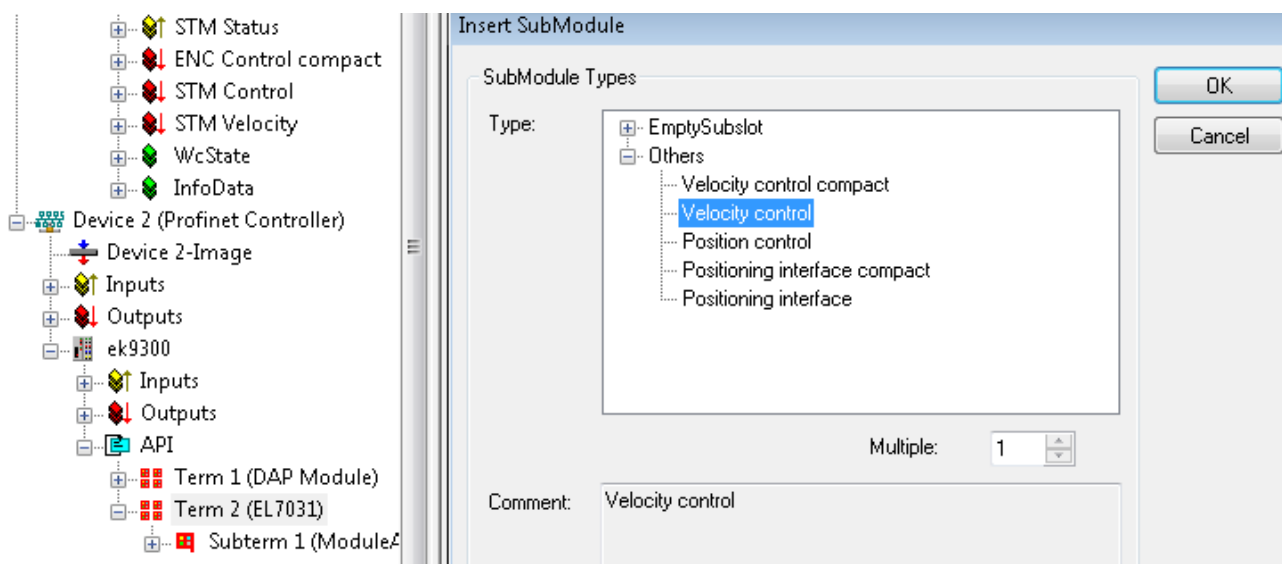 STM Status
ENC Control compact
STM Control
STM Velocity
WcState
InfoData
Device 2 (Profinet Controller)
Device 2-Image
Inputs
Outputs
ek9300
Inputs
Outputs
API
Term 1 (DAP Module)
Term 2 (EL7031)
Subterm 1 (Module
Insert SubModule
SubModule Types
Type:
EmptySubslot
Others
Velocity control compact
Velocity control
Position control
Positioning interface compact
Positioning interface
Multiple: 1
Comment: Velocity control
OK
Cancel